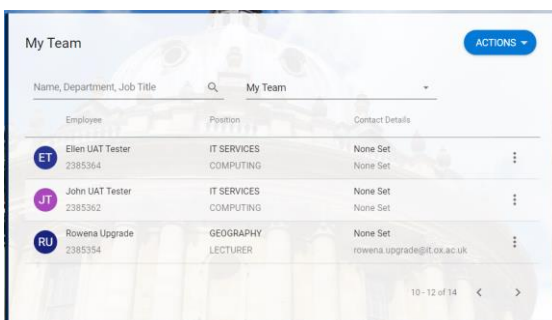 My Team
ACTIONS
Name, Department, Job Title
My Team
Employee Position Contact Details
ET Ellen UAT Tester IT SERVICES None Set
2385364 COMPUTING None Set
JT John UAT Tester IT SERVICES None Set
2385362 COMPUTING None Set
RU Rowena Upgrade GEOGRAPHY None Set
2385354 LECTURER rowena.upgrade@it.ox.ac.uk
10-12 of 14